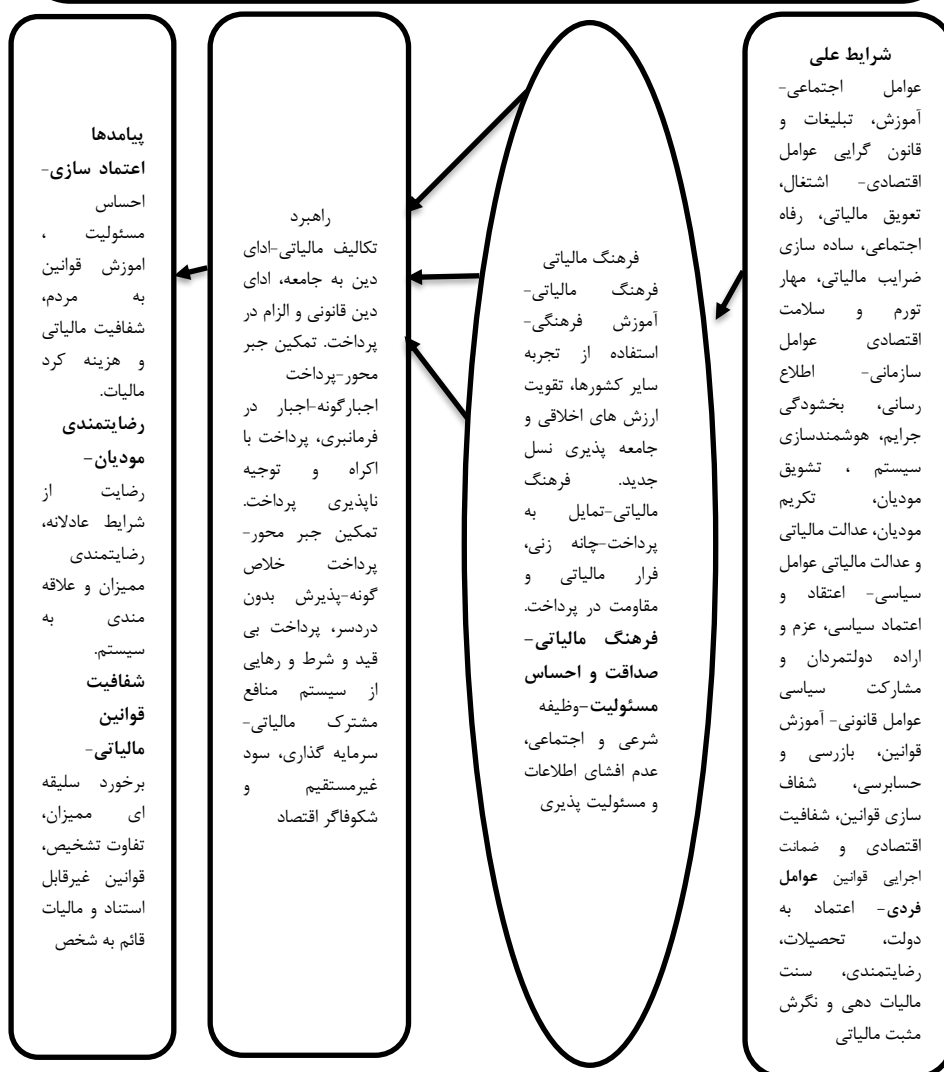 شرایط علی
عوامل اجتماعی-
آموزش، تبلیغات و
قانون گرایی عوامل
اقتصادی- اشتغال،
تعویق مالیاتی، رفاه
اجتماعی، ساده سازی
ضرایب مالیاتی، مهار
تورم و سلامت
اقتصادی عوامل
سازمانی- اطلاع
رسانی، بخشودگی
جرایم، هوشمندسازی
سیستم ، تشویق
مودیان، تکریم
مودیان، عدالت مالیاتی
و عدالت مالیاتی عوامل
سیاسی- اعتقاد و
اعتماد سیاسی، عزم و
اراده دولتمردان و
مشارکت سیاسی
عوامل قانونی- آموزش
قوانین، بازرسی و
حسابرسی، شفاف
سازی قوانین، شفافیت
اقتصادی و ضمانت
اجرایی قوانین عوامل
فردی- اعتماد به
دولت، تحصیلات،
رضایتمندی، سنت
مالیات دهی و نگرش
مثبت مالیاتی
فرهنگ مالیاتی
فرهنگ مالیاتی-
آموزش فرهنگی-
استفاده از تجربه
سایر کشورها، تقویت
ارزش های اخلاقی و
جامعه پذیری نسل
جدید. فرهنگ
مالیاتی-تمایل به
پرداخت-چانه زنی،
فرار مالیاتی و
مقاومت در پرداخت.
فرهنگ مالیاتی-
صداقت و احساس
مسئولیت-وظیفه
شرعی و اجتماعی،
عدم افشای اطلاعات
و مسئولیت پذیری
راهبرد
تکالیف مالیاتی-ادای
دین به جامعه، ادای
دین قانونی و الزام در
پرداخت. تمکین جبر
محور-پرداخت
اجبارگونه-اجبار در
فرمانبری، پرداخت با
اکراه و توجیه
ناپذیری پرداخت.
تمکین جبر محور-
پرداخت خلاص
گونه-پذیرش بدون
دردسر، پرداخت بی
قید و شرط و رهایی
از سیستم منافع
مشترک مالیاتی-
سرمایه گذاری، سود
غیرمستقیم و
شکوفاگر اقتصاد
پیامدها
اعتماد سازی-
احساس
مسئولیت ،
اموزش قوانین
به مردم،
شفافیت مالیاتی
و هزینه کرد
مالیات.
رضایتمندی
مودیان-
رضایت از
شرایط عادلانه،
رضایتمندی
ممیزان و علاقه
مندی به
سیستم.
شفافیت
قوانین
مالیاتی-
برخورد سلیقه
ای ممیزان،
تفاوت تشخیص،
قوانین غیرقابل
استناد و مالیات
قائم به شخص